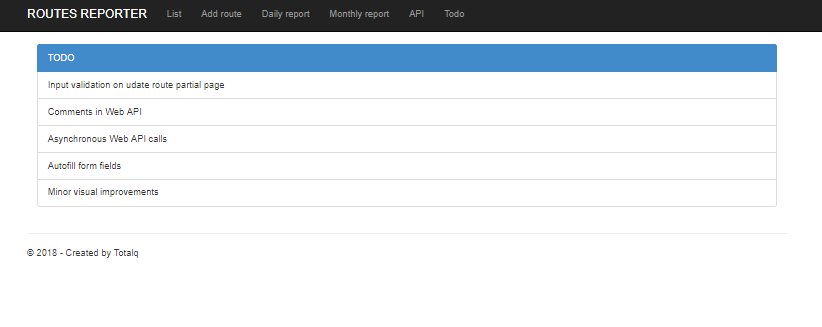 ROUTES REPORTER List Add route Daily report Monthly report API Todo
TODO
Input validation on udate route partial page
Comments in Web API
Asynchronous Web API calls
Autofill form fields
Minor visual improvements
© 2018 - Created by Totalq